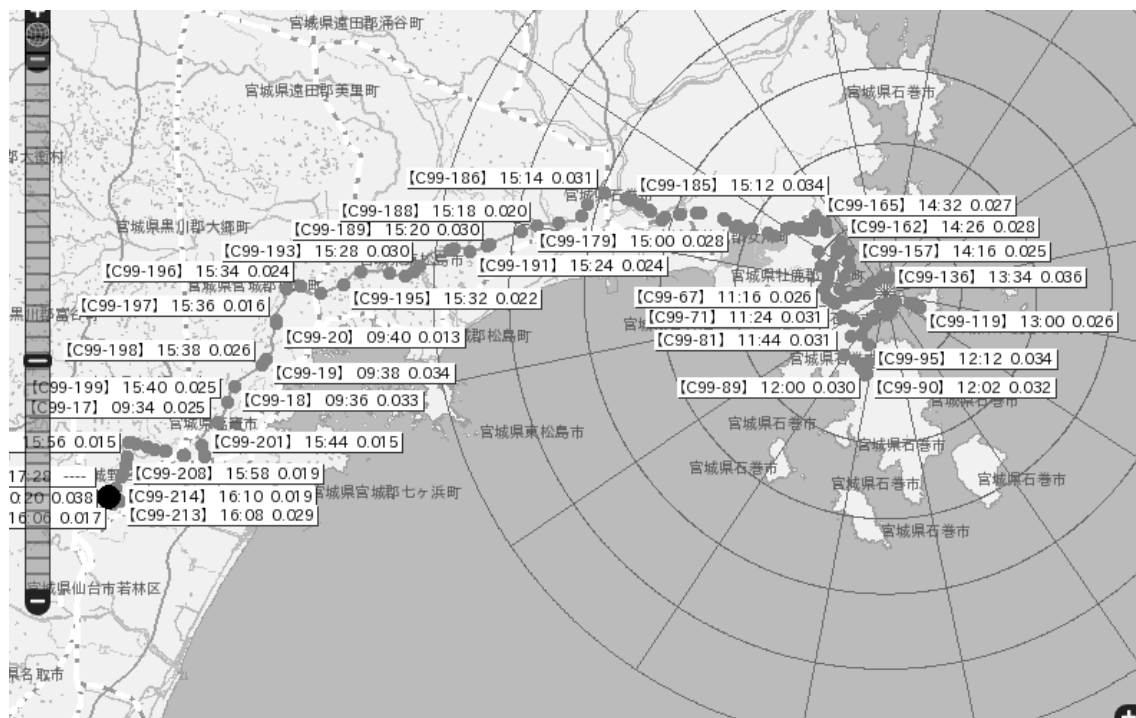 宮城県遠田郡涌谷町
宮城県遠田郡美里町
宮城県石巻市
【C99-186】 15:14 0.031
【C99-185】 15:12 0.034
【C99-165】 14:32 0.027
【C99-188】 15:18 0.020
宮城県黒川郡大郷町
【C99-189】 15:20 0.030
【C99-162】 14:26 0.028
【C99-179】 15:00 0.028
【C99-193】 15:28 0.030
【C99-157】 14:16 0.025
【C99-191】 15:24 0.024
【C99-196】 15:34 0.024
【C99-136】 13:34 0.036
【C99-195】 15:32 0.022
【C99-67】 11:16 0.026
【C99-197】 15:36 0.016
【C99-71】 11:24 0.031
【C99-119】 13:00 0.026
【C99-20】 09:40 0.013
郡松島町
【C99-81】 11:44 0.031
【C99-198】 15:38 0.026
【C99-95】 12:12 0.034
【C99-19】 09:38 0.034
【C99-199】 15:40 0.025
【C99-89】 12:00 0.030
【C99-90】 12:02 0.032
【C99-18】 09:36 0.033
【C99-17】 09:34 0.025
宮城県石巻市
宮城県石巻市
宮城県東松島市
15:56 0.015
【C99-201】 15:44 0.015
宮城県石巻市
宮城県石巻市
17:28 ----
【C99-208】 15:58 0.019
宮城県石巻市
宮城県石巻市
0:20 0.038
【C99-214】 16:10 0.019
宮城県宮城郡七ヶ浜町
16:06 0.017
【C99-213】 16:08 0.029
宮城県石巻市
宮城県仙台市若林区
県名取市